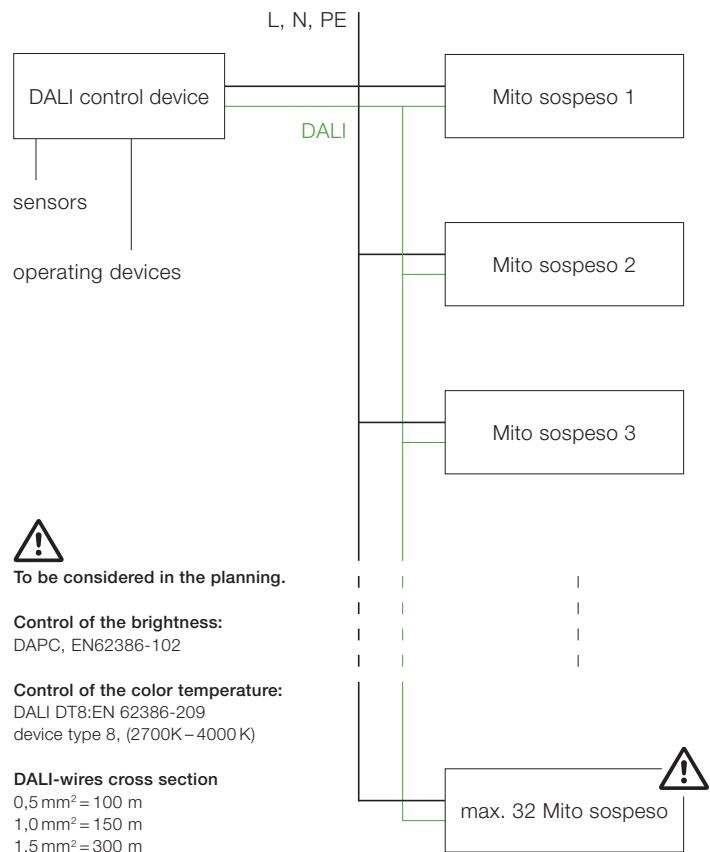 L, N, PE
DALI control device
Mito sospeso 1
DALI
sensors
Mito sospeso 2
operating devices
Mito sospeso 3
To be considered in the planning.
Control of the brightness:
DAPC, EN62386-102
Control of the color temperature:
DALI DT8:EN 62386-209
device type 8, (2700K – 4000 K)
DALI-wires cross section
0,5 mm² = 100 m
1,0 mm² = 150 m
1,5 mm² = 300 m
max. 32 Mito sospeso